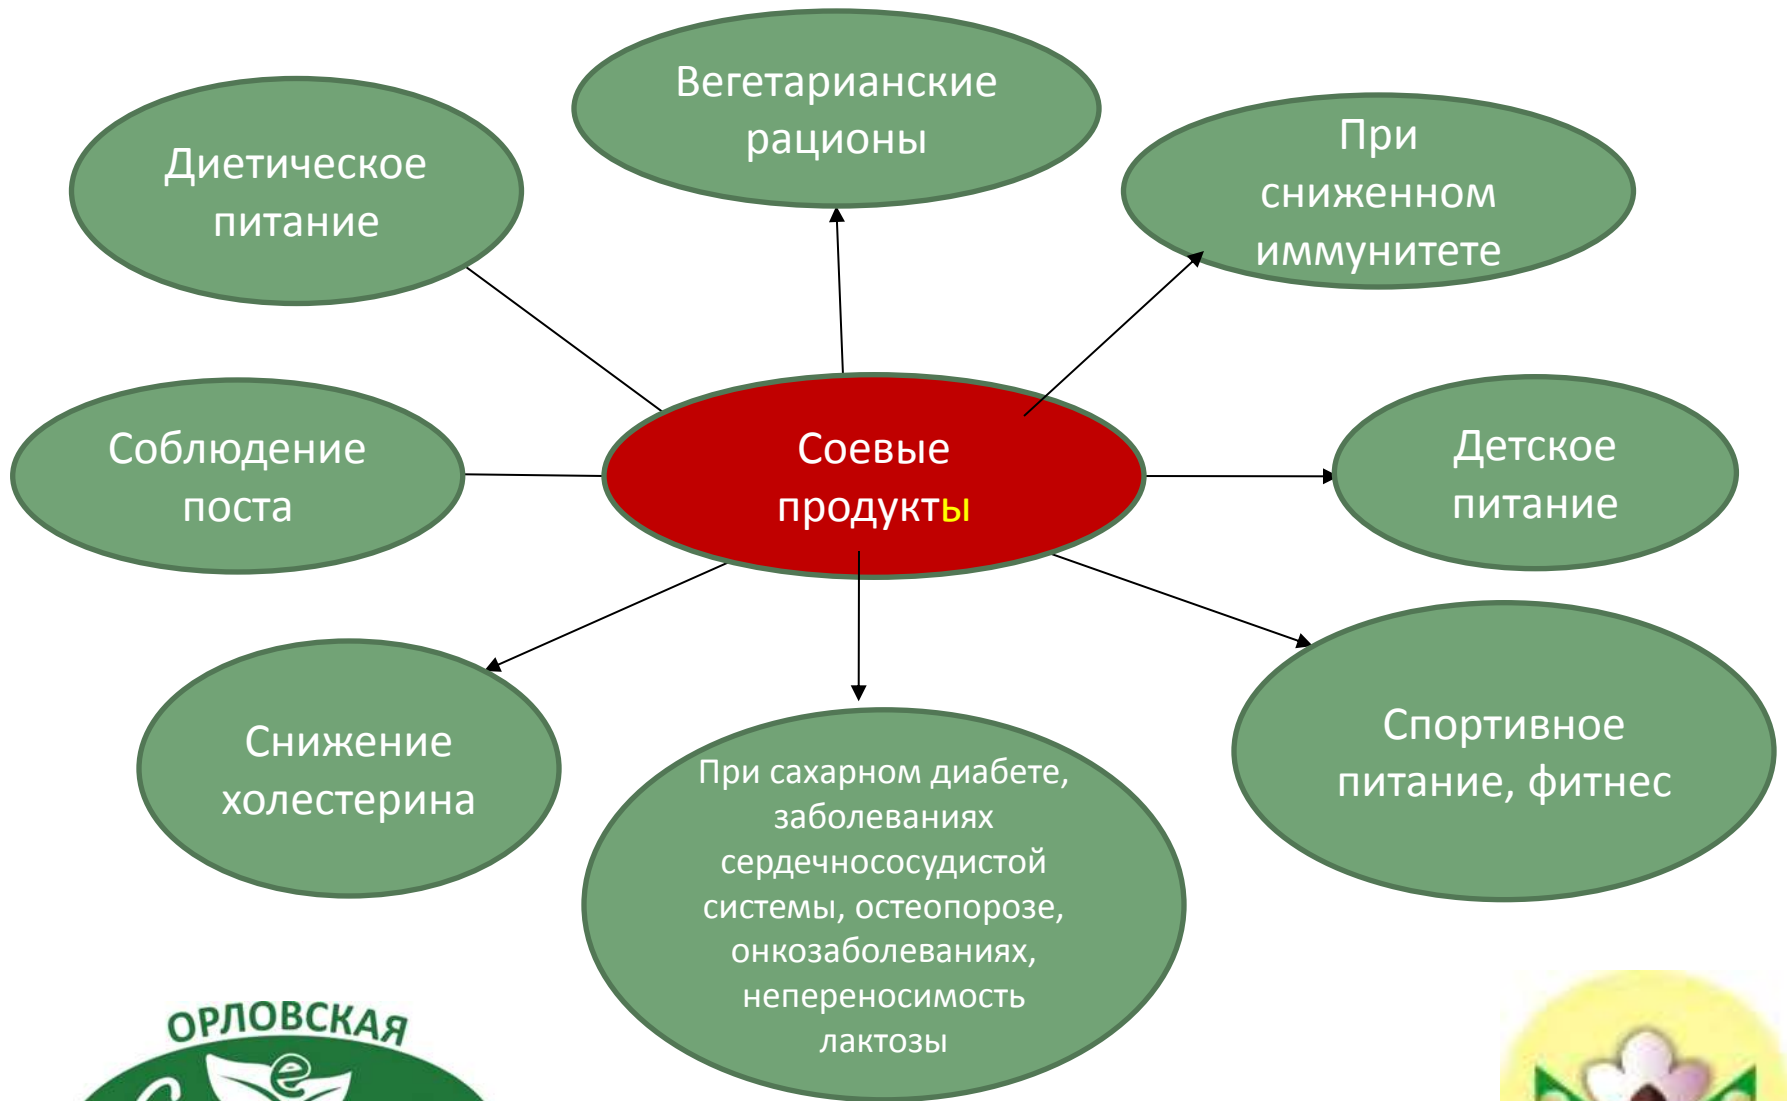 Вегетарианские
рационы
Диетическое
питание
При
сниженном
иммунитете
Соблюдение
поста
Соевые
продукты
Детское
питание
Снижение
холестерина
При сахарном диабете,
заболеваниях
сердечнососудистой
системы, остеопорозе,
онкозаболеваниях,
непереносимость
лактозы
Спортивное
питание, фитнес
ОРЛОВСКАЯ